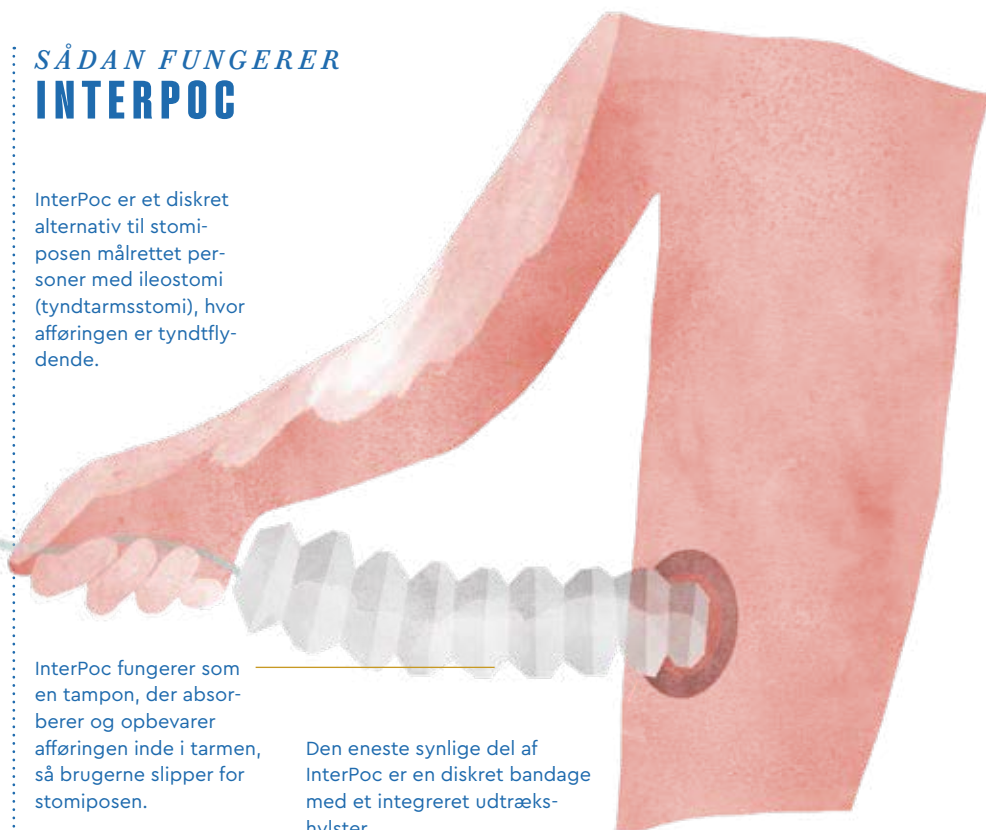 SÅDAN FUNGERER
INTERPOC
InterPoc er et diskret
alternativ til stomi-
posen målrettet per-
soner med ileostomi
(tyndtarmsstomi), hvor
afføringen er tyndtfly-
dende.
InterPoc fungerer som
en tampon, der absor-
berer og opbevarer
afføringen inde i tarmen,
så brugerne slipper for
stomiposen.
Den eneste synlige del af
InterPoc er en diskret bandage
med et integreret udtræks-
hylster